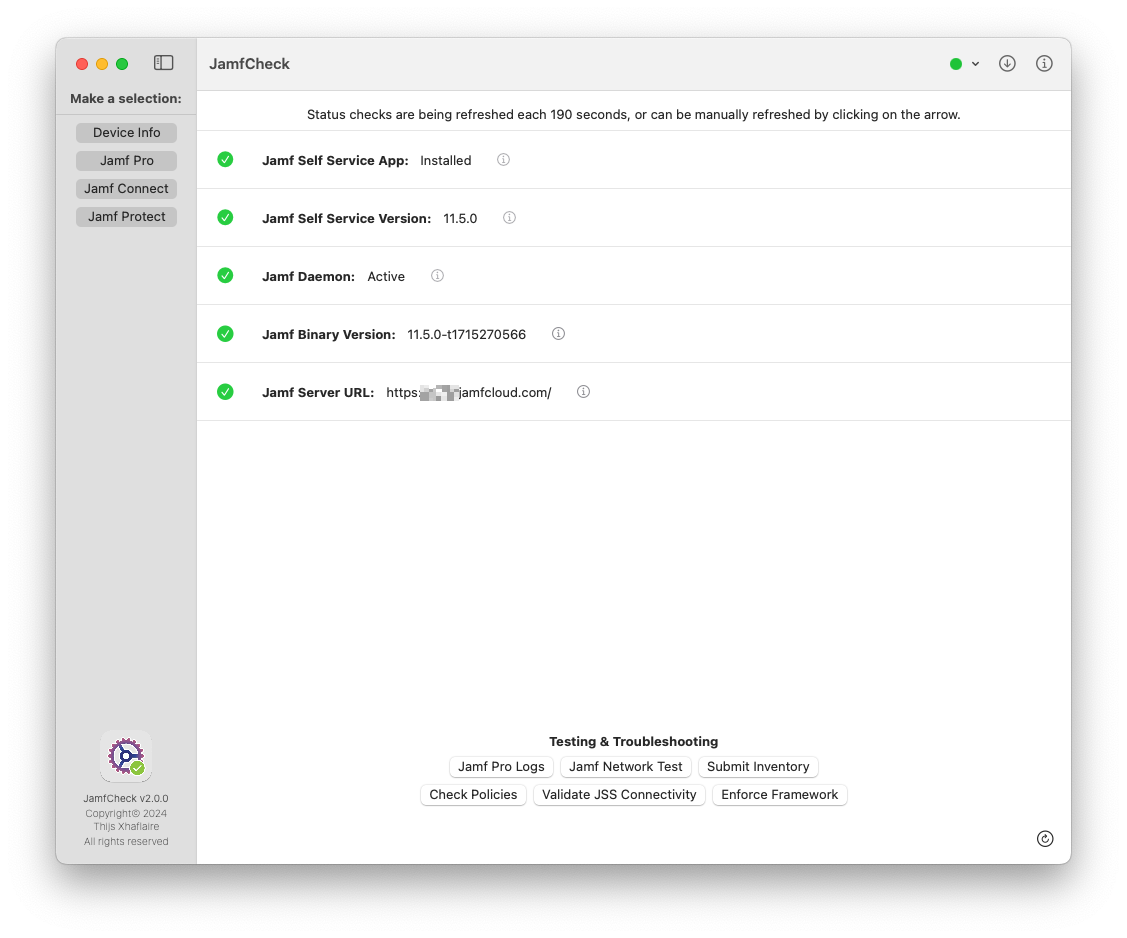 JamfCheck
Make a selection:
Device Info
Jamf Pro
Jamf Connect
Jamf Protect
Status checks are being refreshed each 190 seconds, or can be manually refreshed by clicking on the arrow.
Jamf Self Service App: Installed
Jamf Self Service Version: 11.5.0
Jamf Daemon: Active
Jamf Binary Version: 11.5.0-t1715270566
Jamf Server URL: https: jamfcloud.com/
Testing & Troubleshooting
Jamf Pro Logs Jamf Network Test Submit Inventory
Check Policies Validate JSS Connectivity Enforce Framework
JamfCheck v2.0.0
Copyright© 2024
Thijs Xhaflaire
All rights reserved